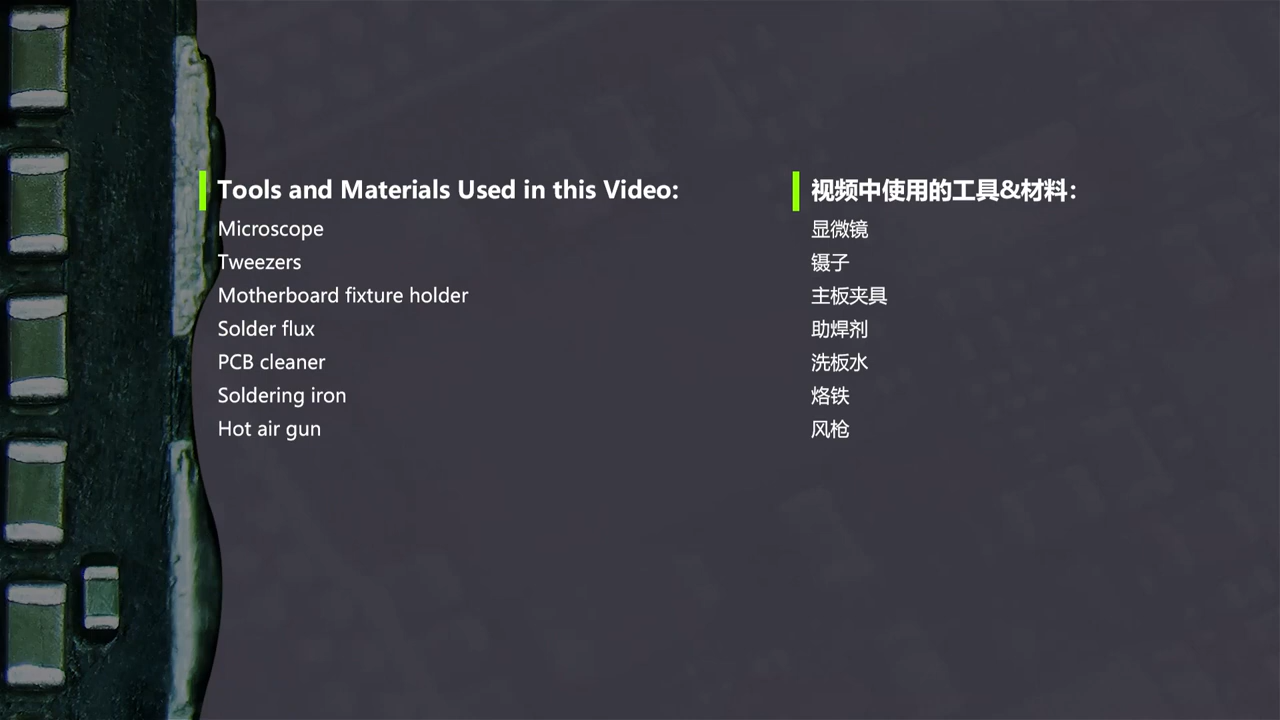 Tools and Materials Used in this Video:
Microscope
Tweezers
Motherboard fixture holder
Solder flux
PCB cleaner
Soldering iron
Hot air gun
视频中使用的工具&材料：
显微镜
镊子
主板夹具
助焊剂
洗板水
烙铁
风枪